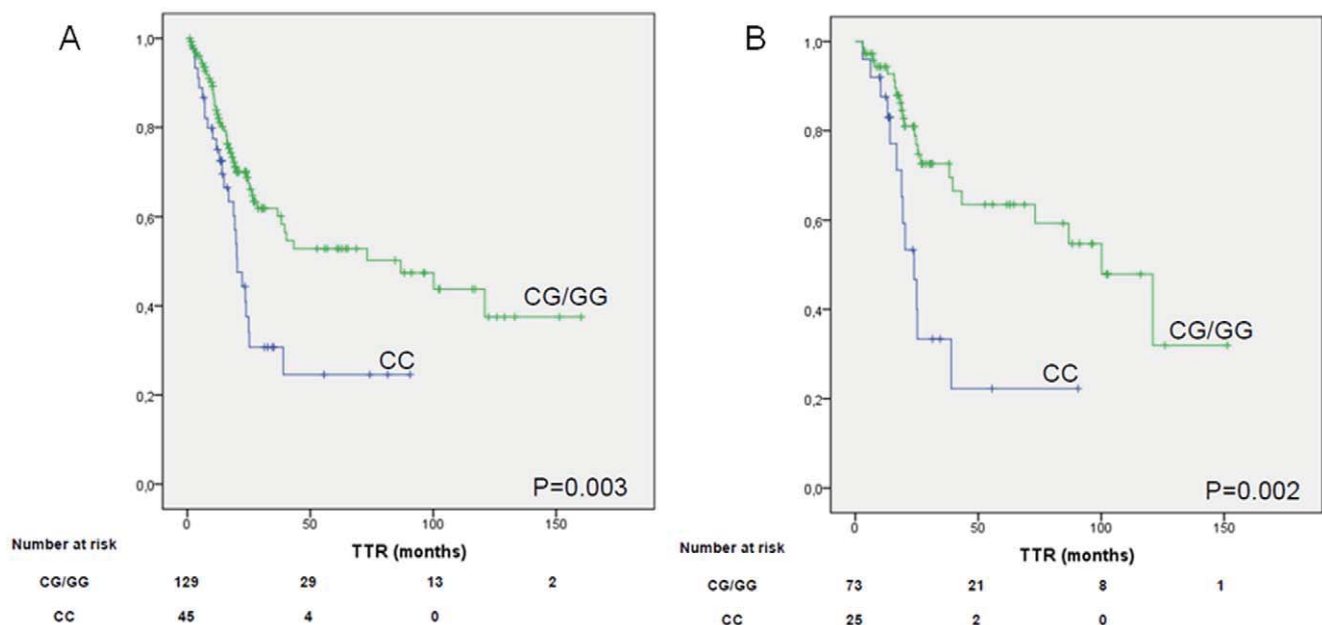 A
1,0
0,8
0,6
0,4
0,2
0,0
CG/GG
CC
P=0.003
0 50 100 150
TTR (months)
Number at risk
CG/GG 129 29 13 2
CC 45 4 0
B
1,0
0,8
0,6
0,4
0,2
0,0
CG/GG
CC
P=0.002
0 50 100 150
TTR (months)
Number at risk
CG/GG 73 21 8 1
CC 25 2 0